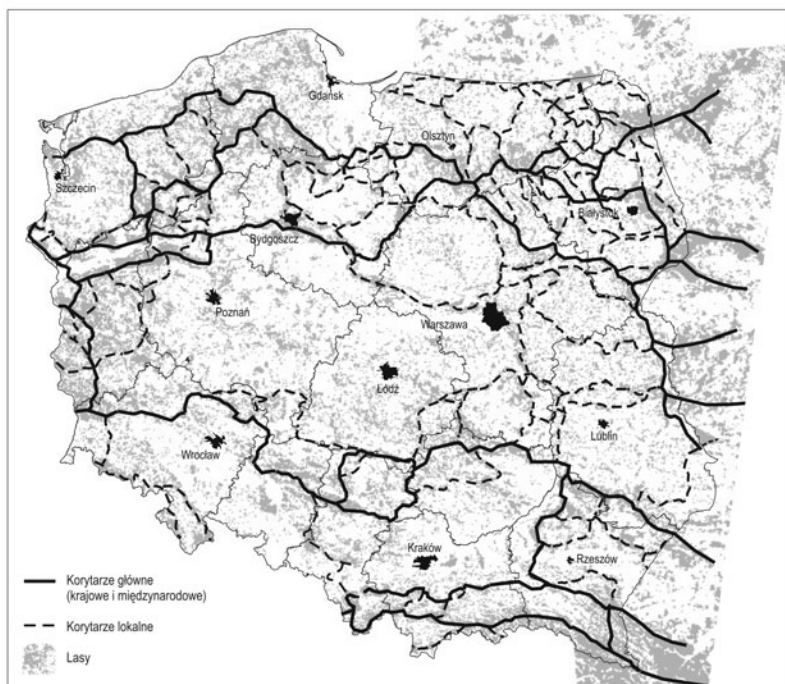 Gdańsk
Olsztyn
Szczecin
Białystok
Bydgoszcz
Poznań
Warszawa
Łódź
Lublin
Wrocław
Kraków
Rzeszów
Korytarze główne
(krajowe i międzynarodowe)
Korytarze lokalne
Lasy